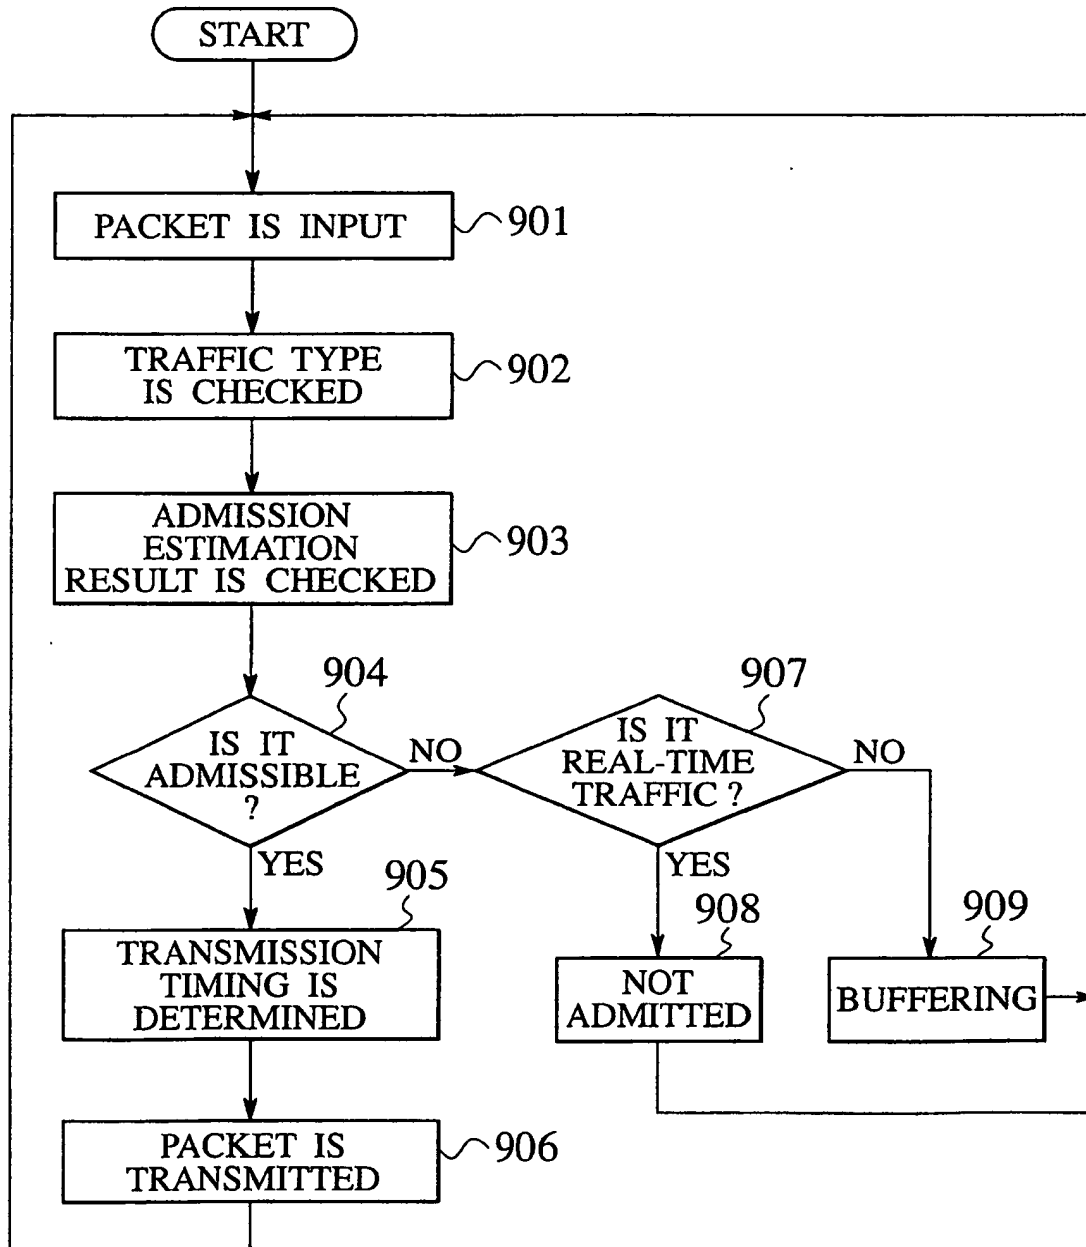 START
PACKET IS INPUT
901
TRAFFIC TYPE
IS CHECKED
902
ADMISSION
ESTIMATION
RESULT IS CHECKED
903
904
IS IT
ADMISSIBLE
?
NO
YES
907
IS IT
REAL-TIME
TRAFFIC ?
NO
YES
905
TRANSMISSION
TIMING IS
DETERMINED
908
NOT
ADMITTED
909
BUFFERING
PACKET IS
TRANSMITTED
906